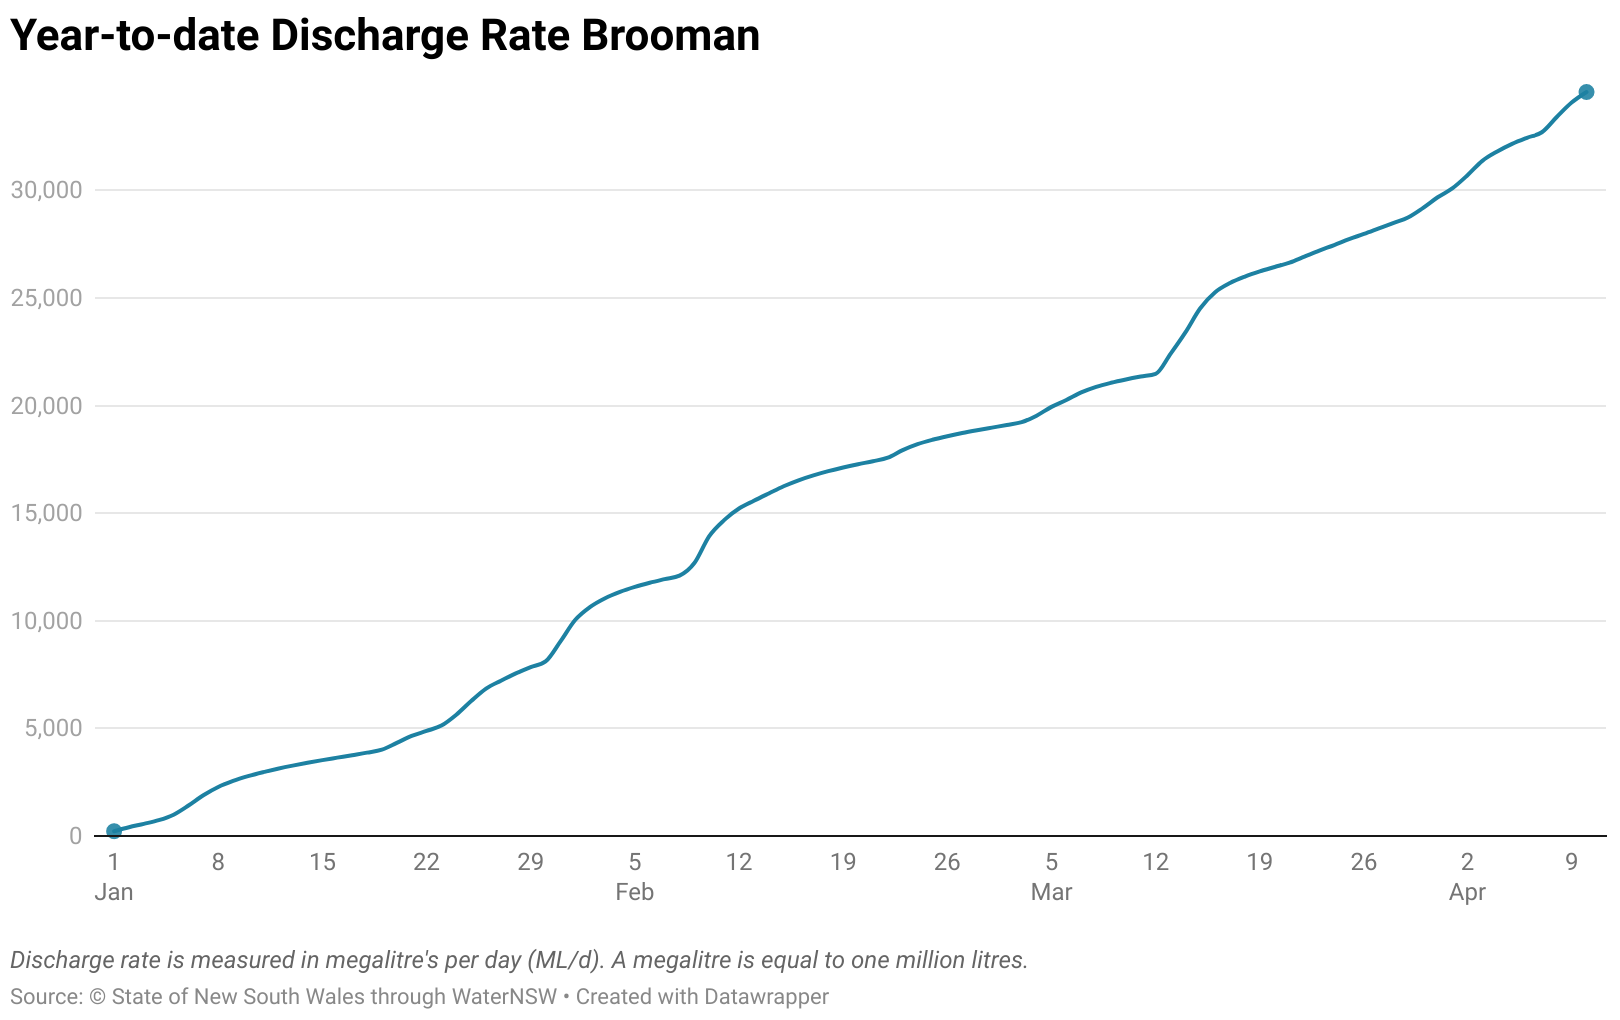 Year-to-date Discharge Rate Brooman
30,000
25,000
20,000
15,000
10,000
5,000
0
1 8 15 22 29 5 12 19 26 5 12 19 26 2 9
Jan Feb Mar Apr
Discharge rate is measured in megalitre's per day (ML/d). A megalitre is equal to one million litres.
Source: © State of New South Wales through WaterNSW • Created with Datawrapper